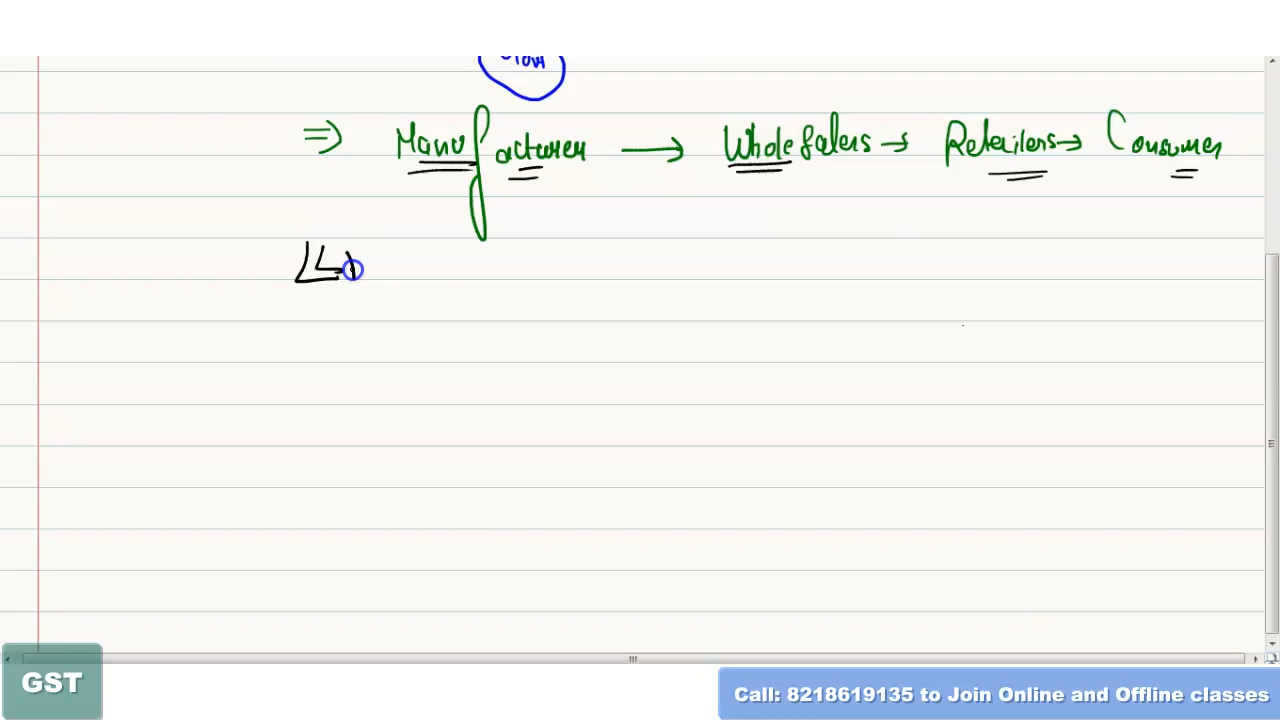 ⇒ Manufacturer → Wholesalers → Retailers → Consumer
GST
Call: 8218619135 to Join Online and Offline classes